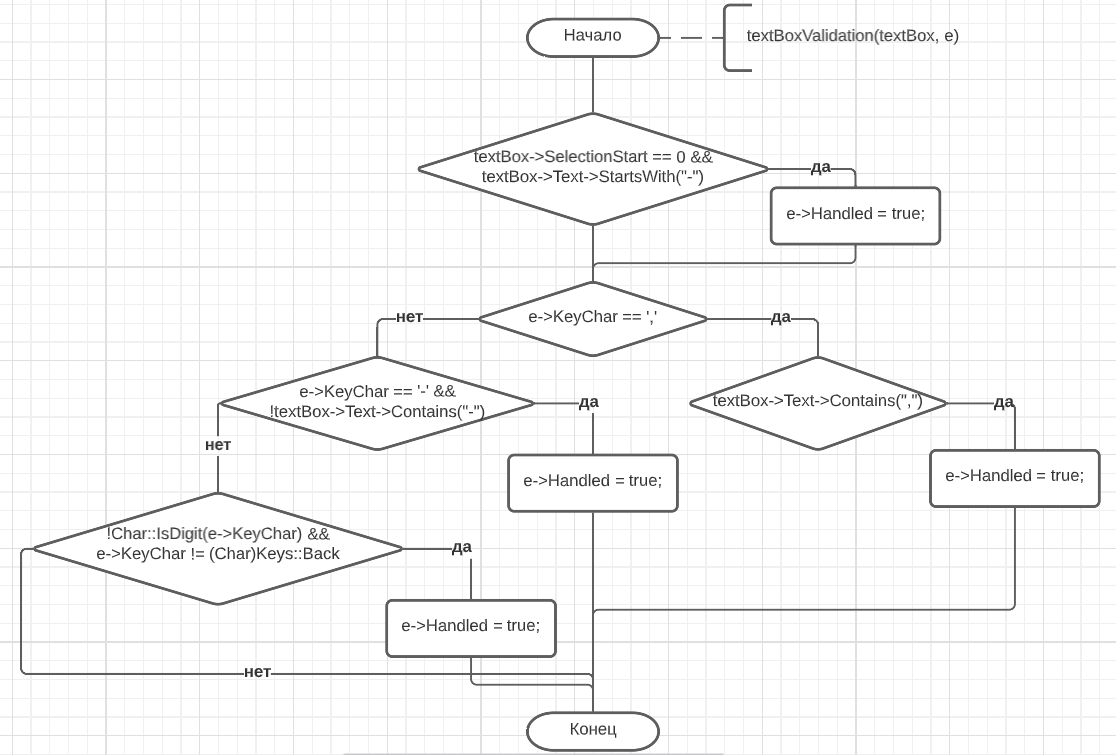 Начало
textBoxValidation(textBox, e)
textBox->SelectionStart == 0 &&
textBox->Text->StartsWith("-")
да
e->Handled = true;
нет
e->KeyChar == ','
да
e->KeyChar == '-' &&
!textBox->Text->Contains("-")
да
textBox->Text->Contains(",")
да
нет
e->Handled = true;
e->Handled = true;
!Char::IsDigit(e->KeyChar) &&
e->KeyChar != (Char)Keys::Back
да
e->Handled = true;
нет
Конец